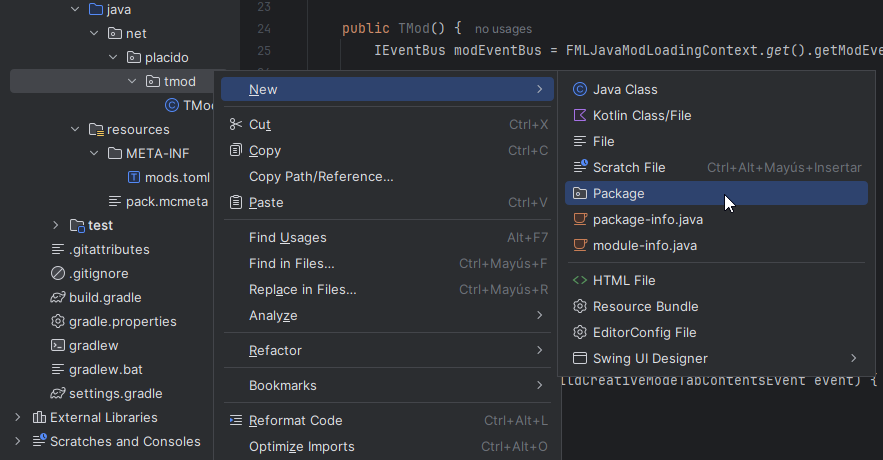 java
net
placido
tmod
TMod
resources
META-INF
mods.toml
pack.mcmeta
test
.gitattributes
.gitignore
build.gradle
gradle.properties
gradlew
gradlew.bat
settings.gradle
External Libraries
Scratches and Consoles
23
24 public TMod() { no usages
25 IEventBus modEventBus = FMLJavaModLoadingContext.get().getModEve
New
Cut Ctrl+X
Copy Ctrl+C
Copy Path/Reference...
Paste Ctrl+V
Find Usages Alt+F7
Find in Files... Ctrl+Mayús+F
Replace in Files... Ctrl+Mayús+R
Analyze
Refactor
Bookmarks
Reformat Code Ctrl+Alt+L
Optimize Imports Ctrl+Alt+O
Java Class
Kotlin Class/File
File
Scratch File Ctrl+Alt+Mayús+Insertar
Package
package-info.java
module-info.java
HTML File
Resource Bundle
EditorConfig File
Swing UI Designer
ldCreativeModeTabContentsEvent event) {